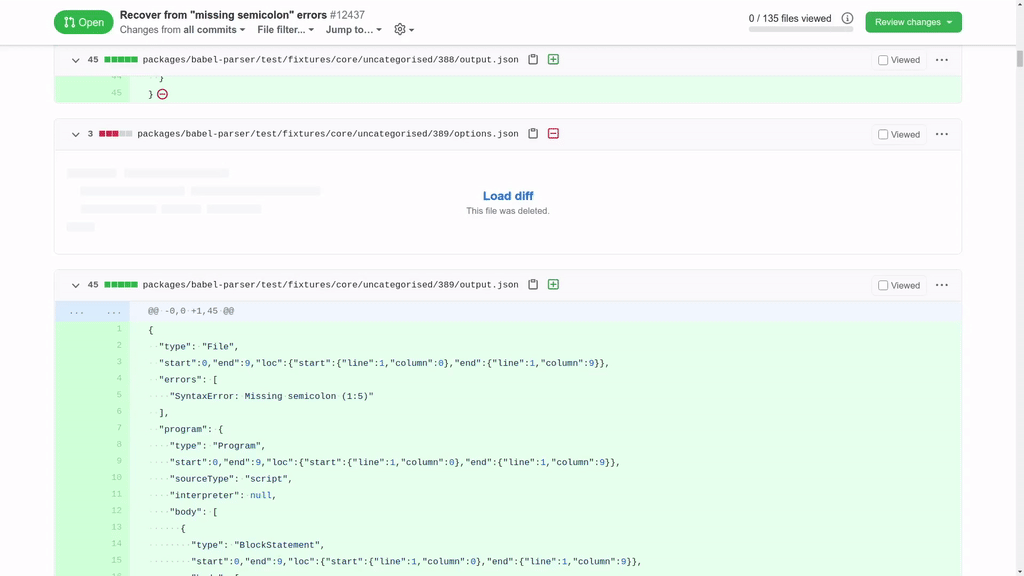 Open
Recover from "missing semicolon" errors #12437
Changes from all commits File filter... Jump to...
0 / 135 files viewed
Review changes
45 packages/babel-parser/test/fixtures/core/uncategorised/388/output.json
Viewed
44 }
45 }
3 packages/babel-parser/test/fixtures/core/uncategorised/389/options.json
Viewed
Load diff
This file was deleted.
45 packages/babel-parser/test/fixtures/core/uncategorised/389/output.json
Viewed
... ... @@ -0,0 +1,45 @@
1 {
2 "type": "File",
3 "start":0,"end":9,"loc":{"start":{"line":1,"column":0},"end":{"line":1,"column":9}},
4 "errors": [
5 "SyntaxError: Missing semicolon (1:5)"
6 ],
7 "program": {
8 "type": "Program",
9 "start":0,"end":9,"loc":{"start":{"line":1,"column":0},"end":{"line":1,"column":9}},
10 "sourceType": "script",
11 "interpreter": null,
12 "body": [
13 {
14 "type": "BlockStatement",
15 "start":0,"end":9,"loc":{"start":{"line":1,"column":0},"end":{"line":1,"column":9}},